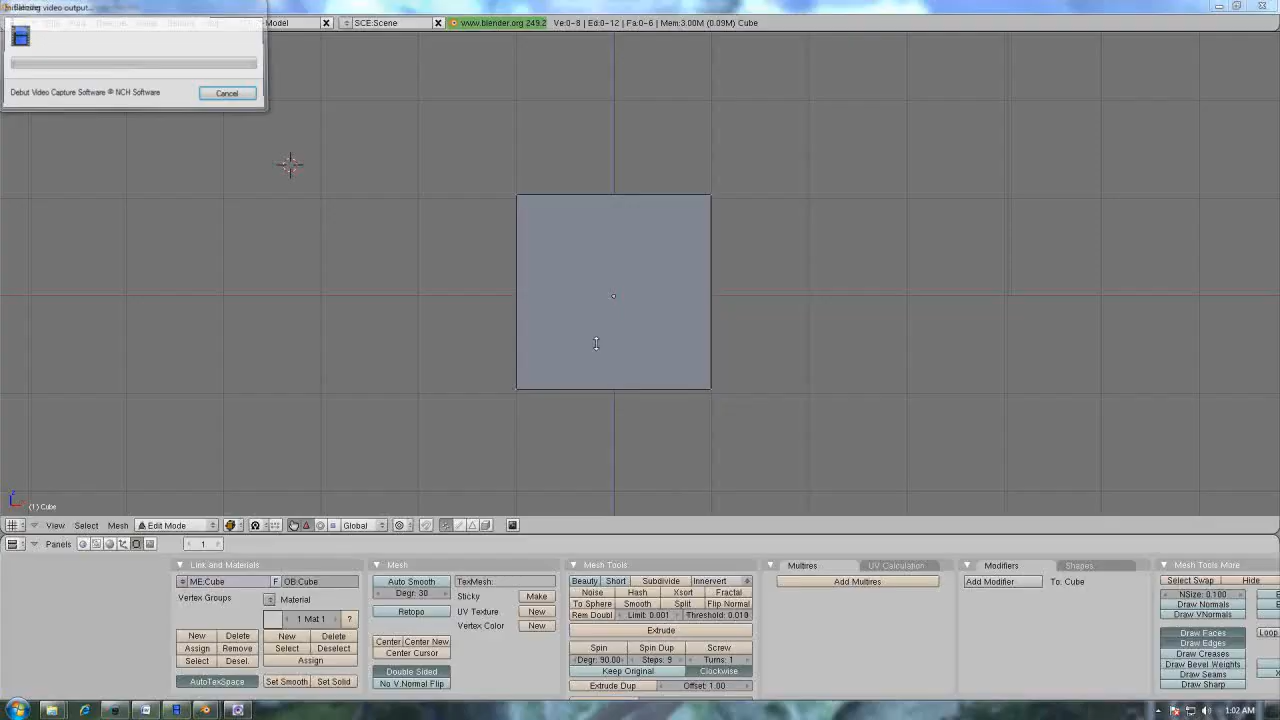 video output...
Model
SCE:Scene
www.blender.org 249.2
Ve:0-8 | Ed:0-12 | Fa:0-6 | Mem:3.00M (0.09M) Cube
Debut Video Capture Software © NCH Software
Cancel
(1) Cube
View Select Mesh
Edit Mode
Global
Panels
1
Link and Materials
ME:Cube F OB:Cube
Vertex Groups
Material
1 Mat 1 ?
New Delete New Delete
Assign Remove Select Deselect
Select Desel. Assign
AutoTexSpace Set Smooth Set Solid
Mesh
Auto Smooth
Degr: 30
Retopo
Center Center New
Center Cursor
Double Sided
No V.Normal Flip
TexMesh:
Sticky Make
UV Texture New
Vertex Color New
Mesh Tools
Beauty Short Subdivide Innervert
Noise Hash Xsort Fractal
To Sphere Smooth Split Flip Normal
Rem Doubl Limit: 0.001 Threshold: 0.010
Extrude
Spin Spin Dup Screw
Degr: 90.00 Steps: 9 Turns: 1
Keep Original Clockwise
Extrude Dup Offset: 1.00
Multires UV Calculation
Add Multires
Modifiers Shapes
Add Modifier To: Cube
Mesh Tools More
Select Swap Hide
NSize: 0.100
Draw Normals
Draw VNormals
Draw Faces
Draw Edges
Draw Creases
Draw Bevel Weights
Draw Seams
Draw Sharp
Loop
1:02 AM